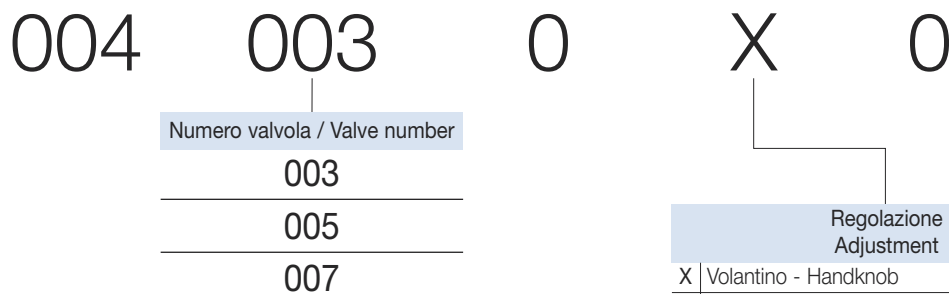 004 003 0 X 0
Numero valvola / Valve number
003
005
007
Regolazione
Adjustment
X Volantino - Handknob